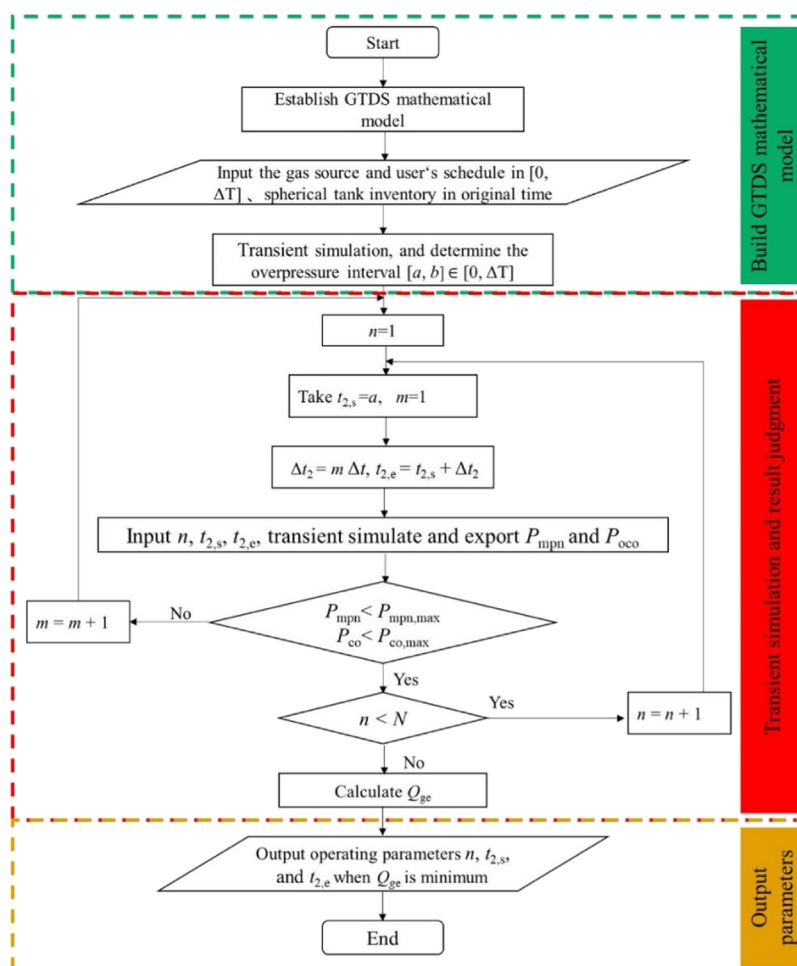 Start
Establish GTDS mathematical
model
Input the gas source and user‘s schedule in [0,
ΔT] 、spherical tank inventory in original time
Transient simulation, and determine the
overpressure interval [a, b] ∈ [0, ΔT]
Build GTDS mathematical
model
n=1
Take t2,s =a, m=1
Δt2 = m Δt, t2,e = t2,s + Δt2
Input n, t2,s, t2,e, transient simulate and export Pmpn and Poco
Pmpn< Pmpn,max
Pco< Pco,max
No
m = m + 1
Yes
n < N
Yes
n = n + 1
No
Calculate Qge
Transient simulation and result judgment
Output operating parameters n, t2,s,
and t2,e when Qge is minimum
End
Output
parameters